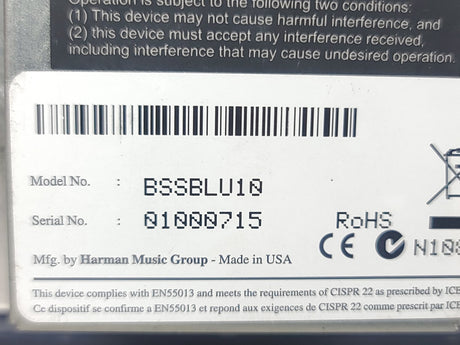 Operation is subject to the following two conditions:
(1) This device may not cause harmful interference, and
(2) this device must accept any interference received,
including interference that may cause undesired operation.
Model No. : BSSBLU10
Serial No. : 01000715
RoHS
CE N108
Mfg. by Harman Music Group - Made in USA
This device complies with EN55013 and meets the requirements of CISPR 22 as prescribed by ICE
Ce dispositif se confirme a EN55013 et repond aux exigences de CISPR 22 comme prescrit par ICE